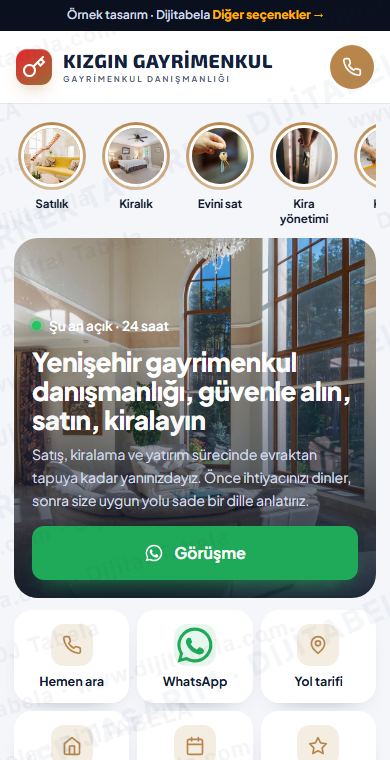 Örnek tasarım · Dijitabela Diğer seçenekler →
KIZGIN GAYRİMENKUL
GAYRİMENKUL DANIŞMANLIĞI
Satılık
Kiralık
Evini sat
Kira
yönetimi
Şu an açık · 24 saat
Yenişehir gayrimenkul
danışmanlığı, güvenle alın,
satın, kiralayın
Satış, kiralama ve yatırım sürecinde evraktan
tapuya kadar yanınızdayız. Önce ihtiyacınızı dinler,
sonra size uygun yolu sade bir dille anlatırız.
Görüşme
Hemen ara
WhatsApp
Yol tarifi